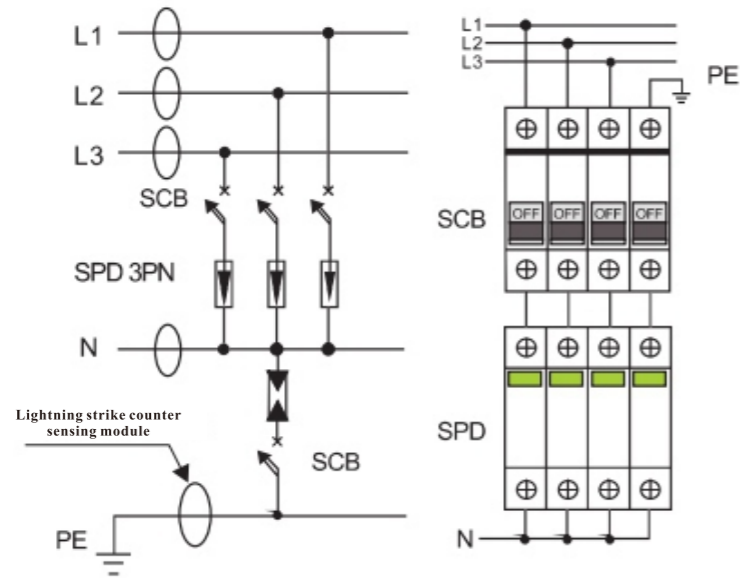 L1
L2
L3
SCB
SPD 3PN
N
Lightning strike counter
sensing module
SCB
PE
L1
L2
L3
PE
SCB
OFF OFF OFF OFF
SPD
N